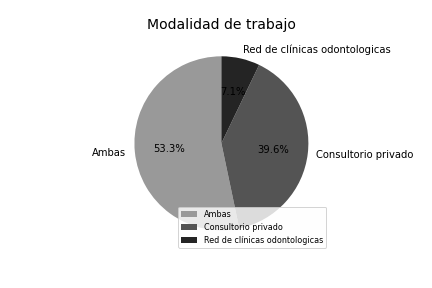 Modalidad de trabajo
Red de clínicas odontologicas
7.1%
53.3%
39.6%
Ambas
Consultorio privado
Ambas
Consultorio privado
Red de clínicas odontologicas